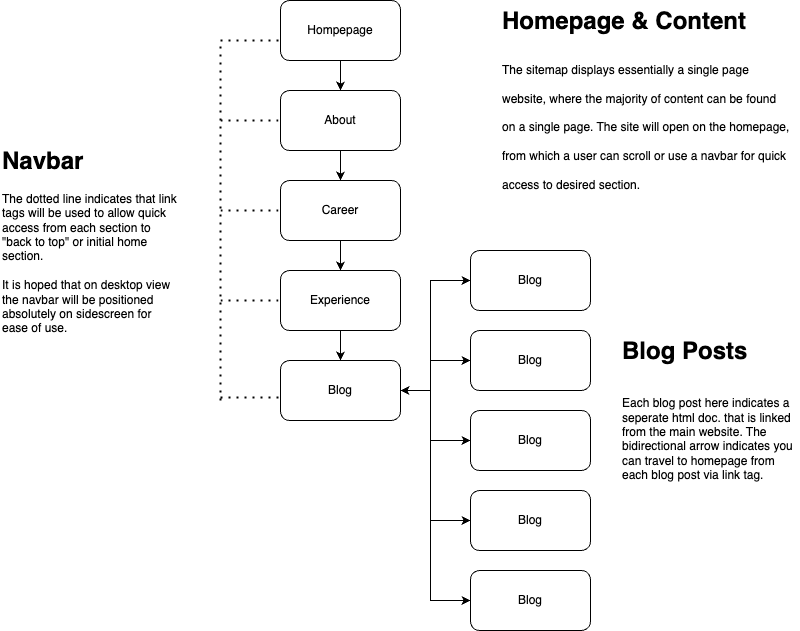 Hompepage
About
Career
Experience
Blog
Navbar
The dotted line indicates that link
tags will be used to allow quick
access from each section to
"back to top" or initial home
section.
It is hoped that on desktop view
the navbar will be positioned
absolutely on sidescreen for
ease of use.
Homepage & Content
The sitemap displays essentially a single page
website, where the majority of content can be found
on a single page. The site will open on the homepage,
from which a user can scroll or use a navbar for quick
access to desired section.
Blog
Blog
Blog
Blog
Blog
Blog Posts
Each blog post here indicates a
seperate html doc. that is linked
from the main website. The
bidirectional arrow indicates you
can travel to homepage from
each blog post via link tag.